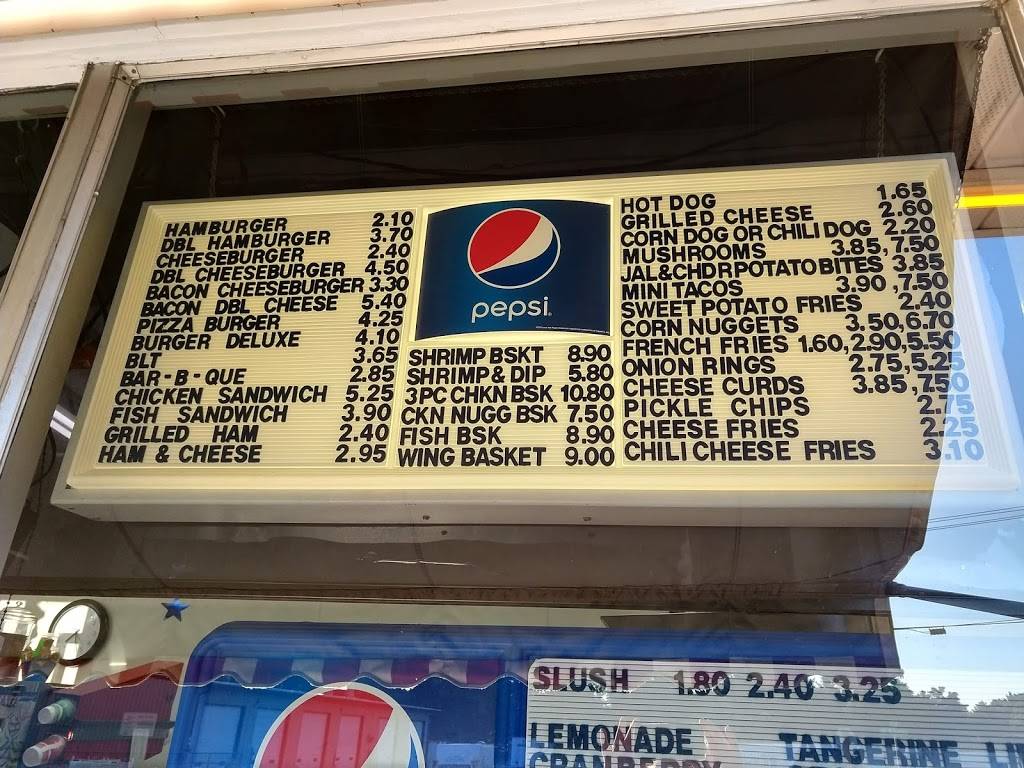 HAMBURGER 2.10
DBL HAMBURGER 3.70
CHEESEBURGER 2.40
DBL CHEESEBURGER 4.50
BACON CHEESEBURGER 3.30
BACON DBL CHEESE 5.40
PIZZA BURGER 4.25
BURGER DELUXE 4.10
BLT 3.65
BAR-B-QUE 2.85
CHICKEN SANDWICH 5.25
FISH SANDWICH 3.90
GRILLED HAM 2.40
HAM & CHEESE 2.95
pepsi
SHRIMP BSKT 8.90
SHRIMP & DIP 5.80
3PC CHKN BSK 10.80
CKN NUGG BSK 7.50
FISH BSK 8.90
WING BASKET 9.00
HOT DOG 1.65
GRILLED CHEESE 2.60
CORN DOG OR CHILI DOG 2.20
MUSHROOMS 3.85,7.50
JAL&CHDR POTATO BITES 3.85
MINI TACOS 3.90,7.50
SWEET POTATO FRIES 2.40
CORN NUGGETS 3.50,6.70
FRENCH FRIES 1.60,2.90,5.50
ONION RINGS 2.75,5.25
CHEESE CURDS 3.85,7.50
PICKLE CHIPS 2.75
CHEESE FRIES 2.25
CHILI CHEESE FRIES 3.10
SLUSH 1.80 2.40 3.25
LEMONADE TANGERINE
CRANBERRY